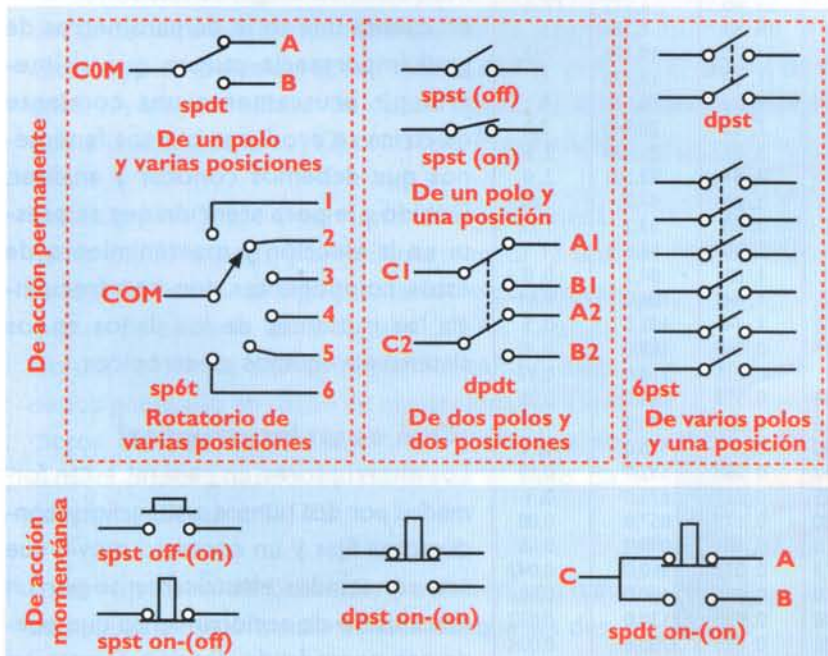 De acción permanente
COM
A
B
spdt
De un polo
y varias posiciones
1
2
3
4
5
6
COM
sp6t
Rotatorio de
varias posiciones
spst (off)
spst (on)
De un polo y
una posición
C1
A1
B1
C2
A2
B2
dpdt
De dos polos y
dos posiciones
dpst
6pst
De varios polos
y una posición
De acción
momentánea
spst off-(on)
spst on-(off)
dpst on-(on)
C
A
B
spdt on-(on)